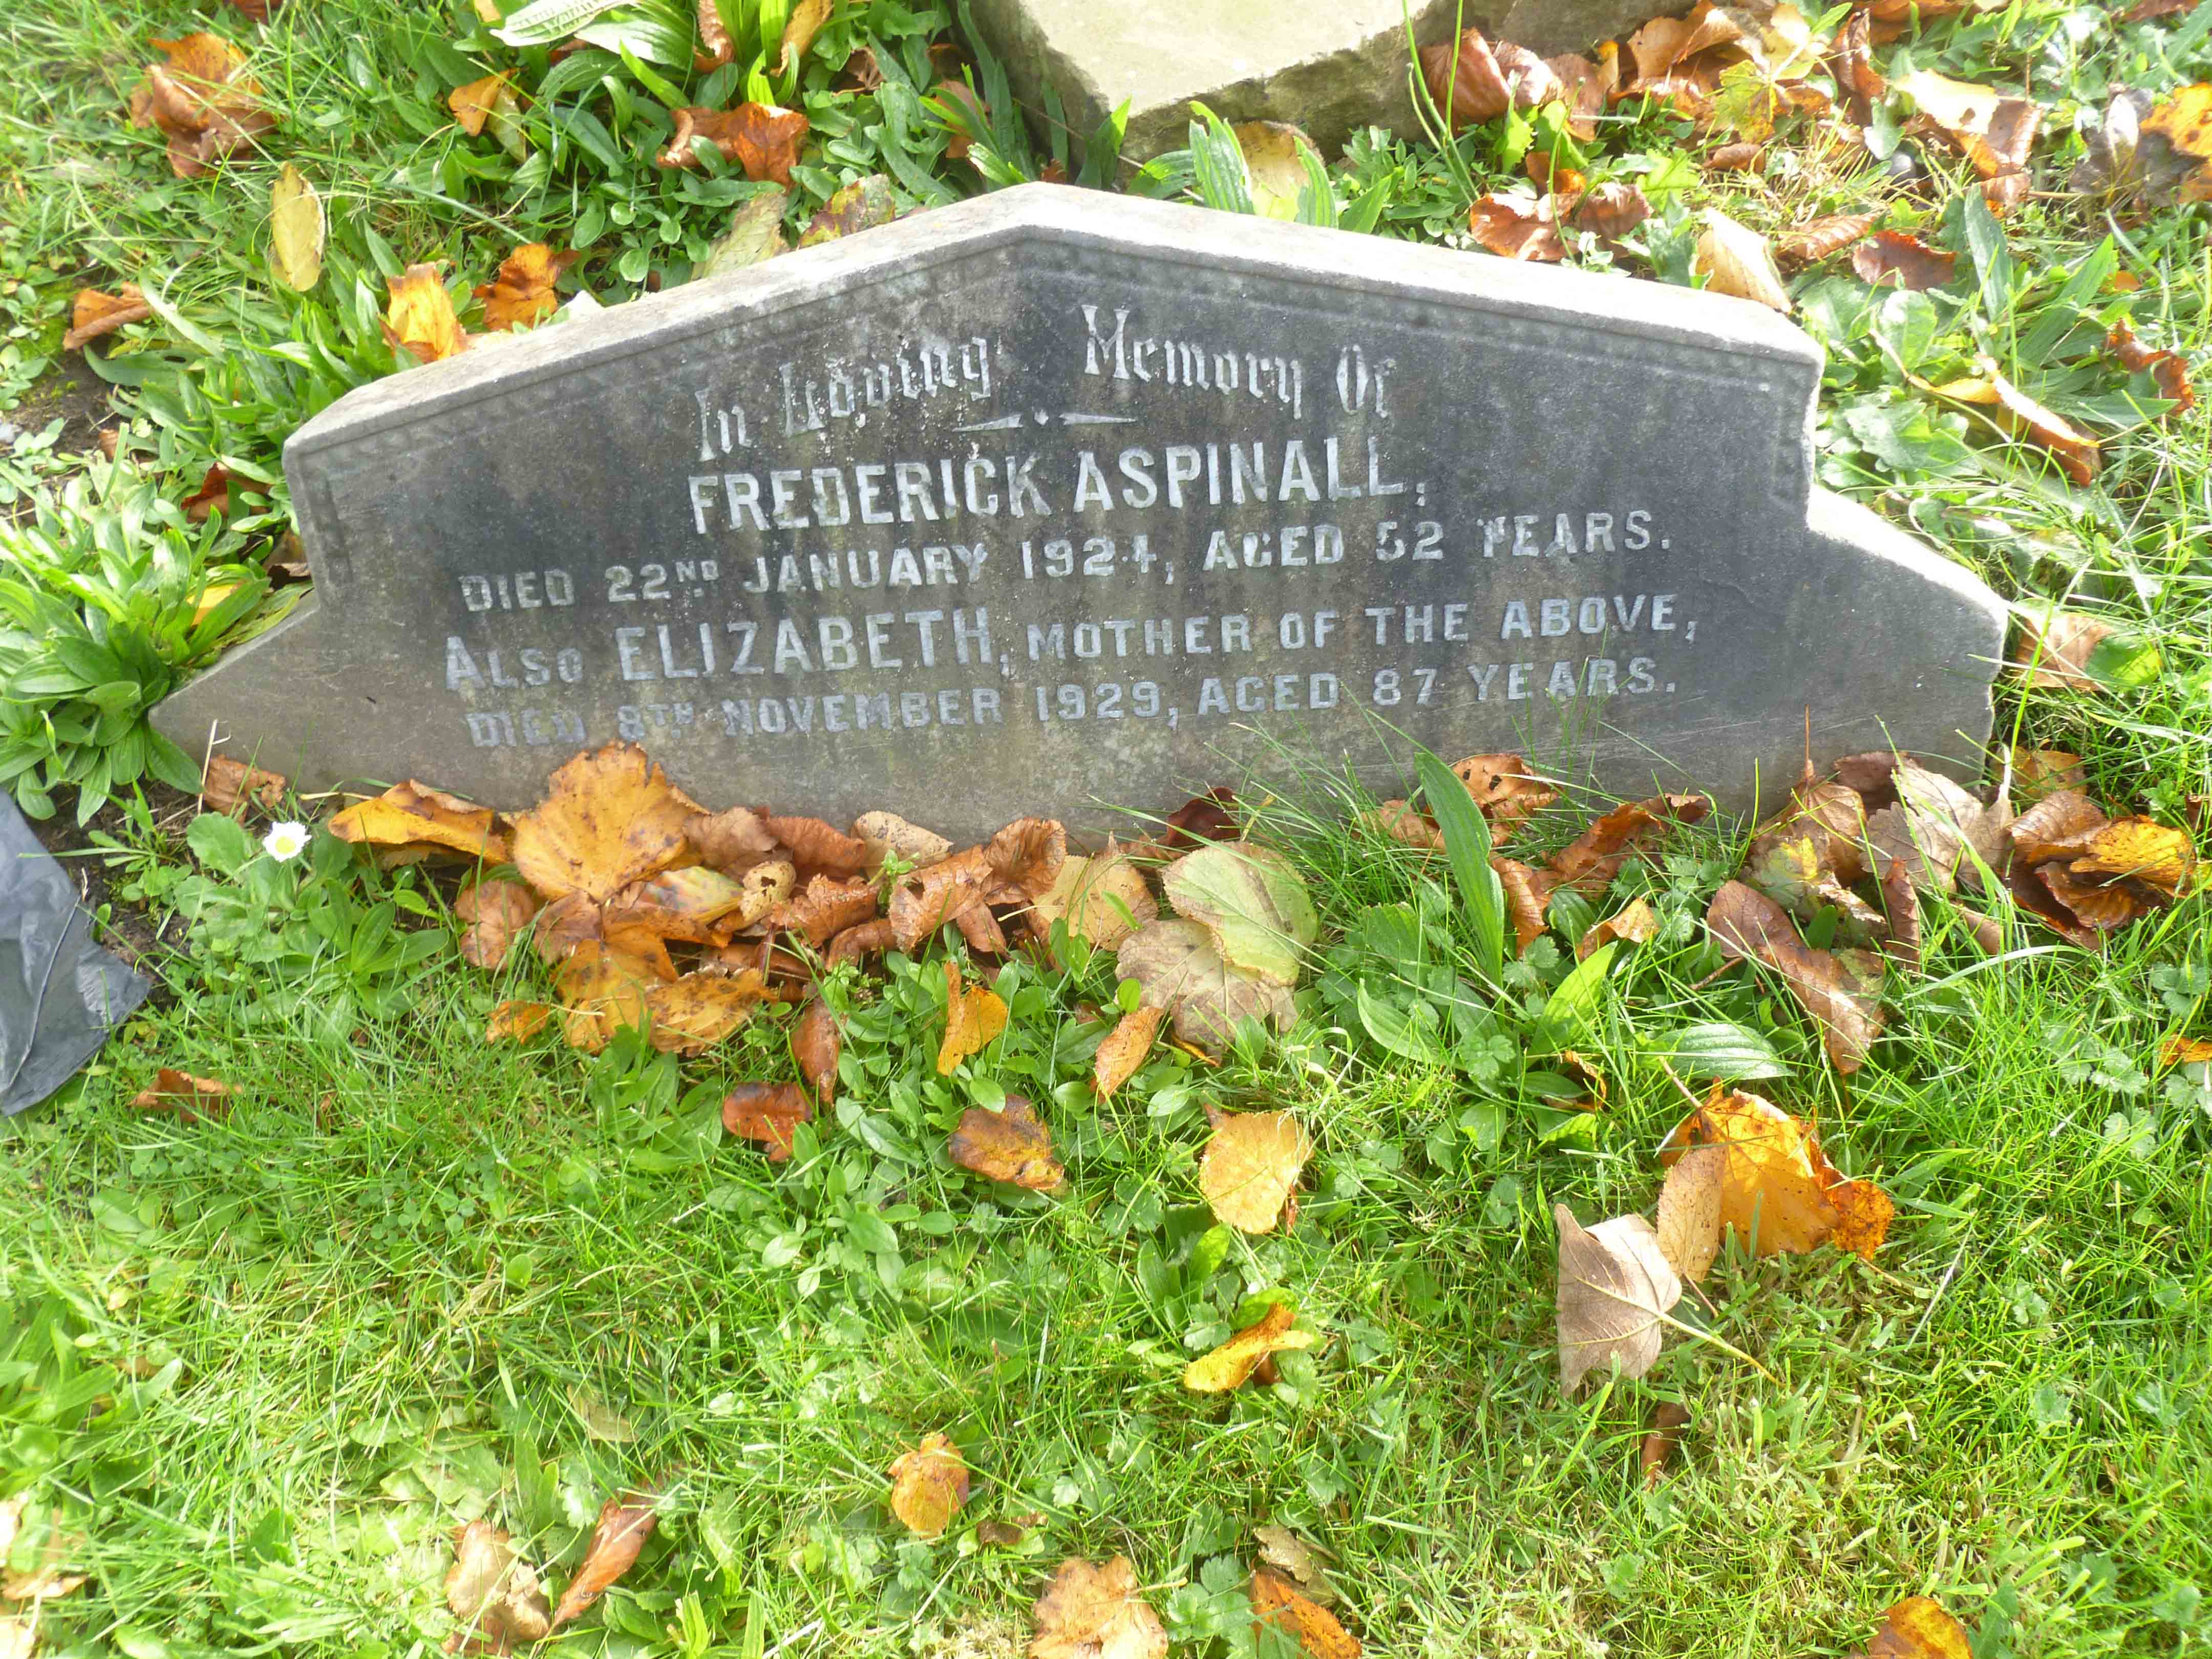 In Loving Memory Of
FREDERICK ASPINALL,
DIED 22ND JANUARY 1924, AGED 52 YEARS.
ALSO ELIZABETH, MOTHER OF THE ABOVE,
DIED 8TH NOVEMBER 1929, AGED 87 YEARS.